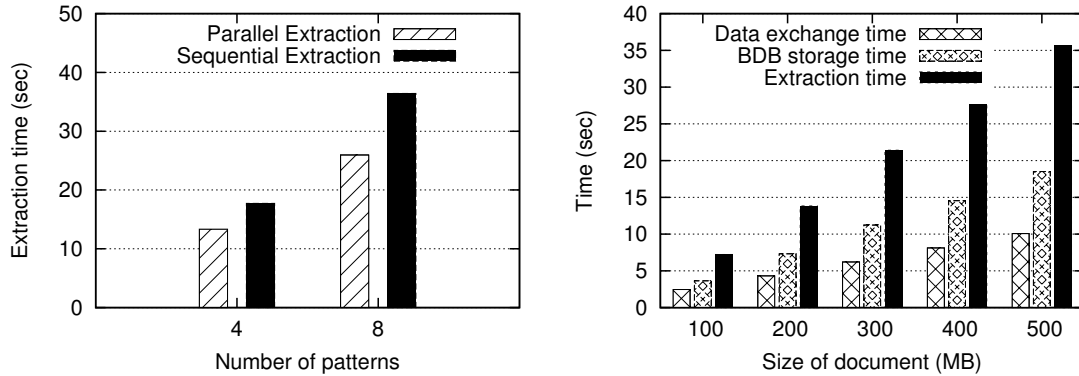 50
40
30
20
10
0
Extraction time (sec)
Parallel Extraction
Sequential Extraction
4 8
Number of patterns
40
35
30
25
20
15
10
5
0
Time (sec)
Data exchange time
BDB storage time
Extraction time
100 200 300 400 500
Size of document (MB)